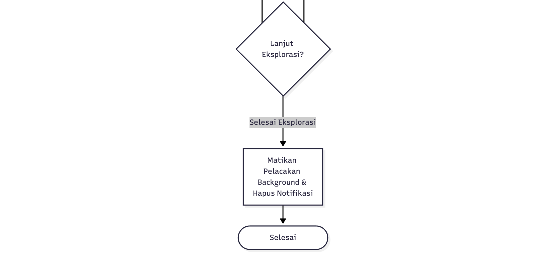 Lanjut
Eksplorasi?
Selesai Eksplorasi
Matikan
Pelacakan
Background &
Hapus Notifikasi
Selesai